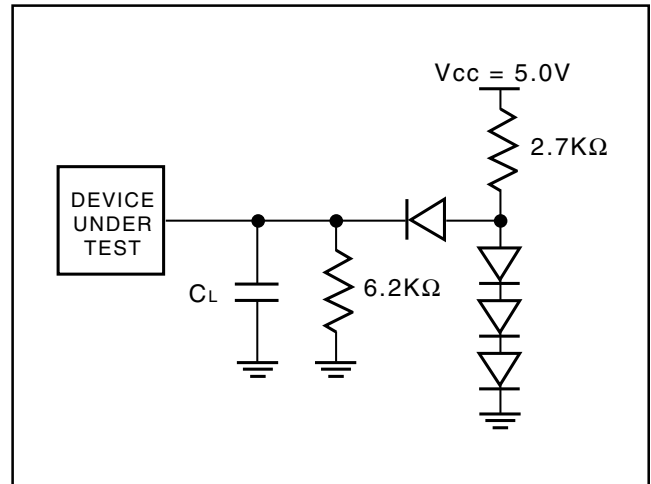 Vcc = 5.0V
2.7KΩ
DEVICE
UNDER
TEST
CL
6.2KΩ